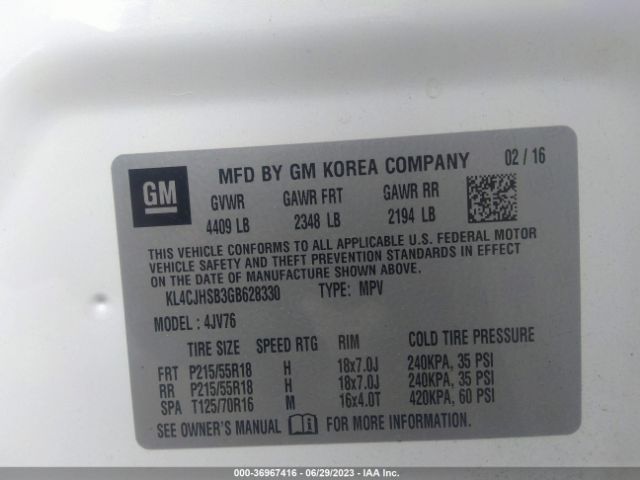 GM
MFD BY GM KOREA COMPANY 02 / 16
GVWR GAWR FRT GAWR RR
4409 LB 2348 LB 2194 LB
THIS VEHICLE CONFORMS TO ALL APPLICABLE U.S. FEDERAL MOTOR
VEHICLE SAFETY AND THEFT PREVENTION STANDARDS IN EFFECT
ON THE DATE OF MANUFACTURE SHOWN ABOVE.
KL4CJHSB3GB628330 TYPE: MPV
MODEL: 4JV76
TIRE SIZE SPEED RTG RIM COLD TIRE PRESSURE
FRT P215/55R18 H 18x7.0J 240KPA, 35 PSI
RR P215/55R18 H 18x7.0J 240KPA, 35 PSI
SPA T125/70R16 M 16x4.0T 420KPA, 60 PSI
SEE OWNER'S MANUAL FOR MORE INFORMATION.
000-36967416 - 06/29/2023 - IAA Inc.